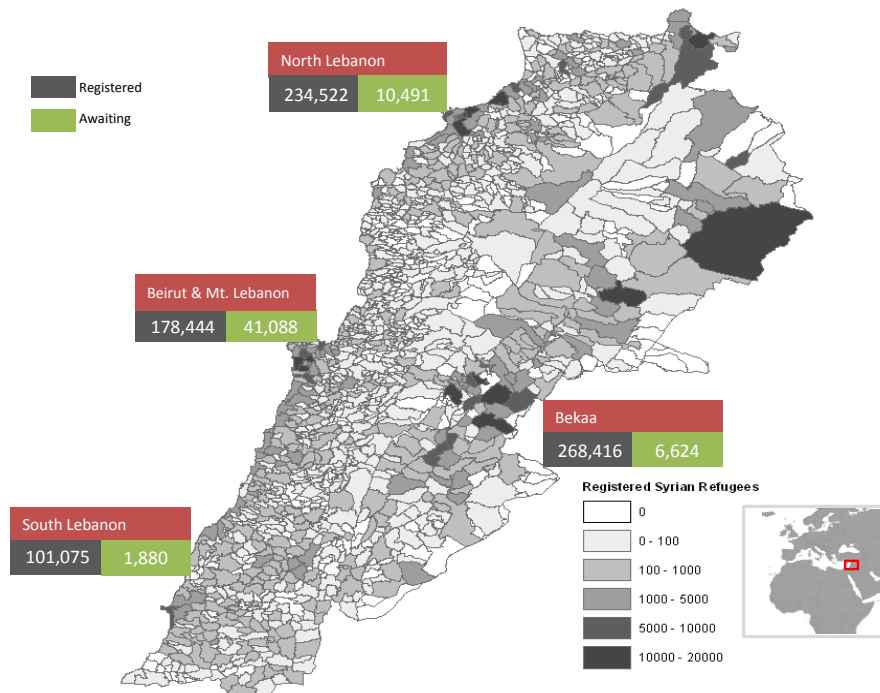 North Lebanon
234,522 10,491
Registered
Awaiting
Beirut & Mt. Lebanon
178,444 41,088
Bekaa
268,416 6,624
South Lebanon
101,075 1,880
Registered Syrian Refugees
0
0 - 100
100 - 1000
1000 - 5000
5000 - 10000
10000 - 20000